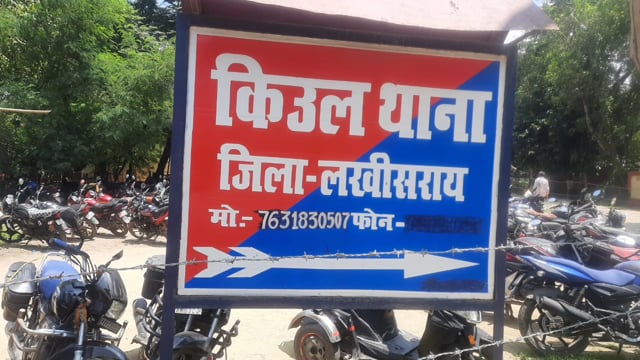 किउल थाना
जिला-लखीसराय
मो.-7631830507 फोन-